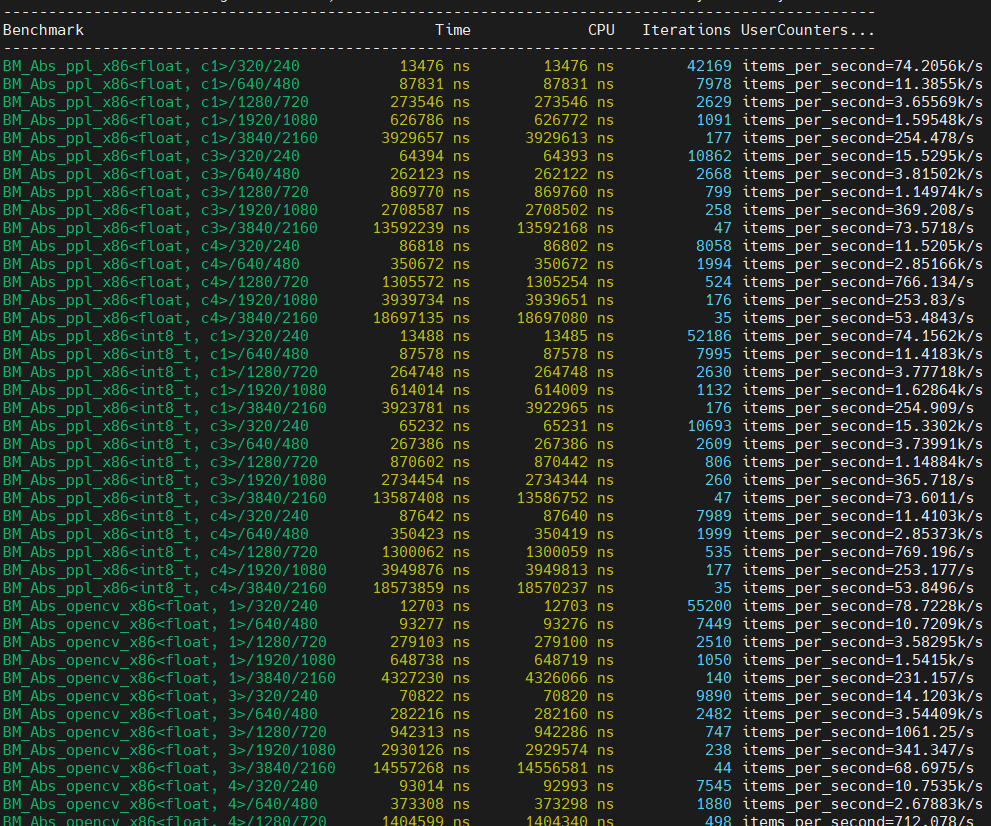 ---------------------------------------------------------------------------------------------
Benchmark Time CPU Iterations UserCounters...
---------------------------------------------------------------------------------------------
BM_Abs_ppl_x86<float, c1>/320/240 13476 ns 13476 ns 42169 items_per_second=74.2056k/s
BM_Abs_ppl_x86<float, c1>/640/480 87831 ns 87831 ns 7978 items_per_second=11.3855k/s
BM_Abs_ppl_x86<float, c1>/1280/720 273546 ns 273546 ns 2629 items_per_second=3.65569k/s
BM_Abs_ppl_x86<float, c1>/1920/1080 626786 ns 626772 ns 1091 items_per_second=1.59548k/s
BM_Abs_ppl_x86<float, c1>/3840/2160 3929657 ns 3929613 ns 177 items_per_second=254.478/s
BM_Abs_ppl_x86<float, c3>/320/240 64394 ns 64393 ns 10862 items_per_second=15.5295k/s
BM_Abs_ppl_x86<float, c3>/640/480 262123 ns 262122 ns 2668 items_per_second=3.81502k/s
BM_Abs_ppl_x86<float, c3>/1280/720 869770 ns 869760 ns 799 items_per_second=1.14974k/s
BM_Abs_ppl_x86<float, c3>/1920/1080 2708587 ns 2708502 ns 258 items_per_second=369.208/s
BM_Abs_ppl_x86<float, c3>/3840/2160 13592239 ns 13592168 ns 47 items_per_second=73.5718/s
BM_Abs_ppl_x86<float, c4>/320/240 86818 ns 86802 ns 8058 items_per_second=11.5205k/s
BM_Abs_ppl_x86<float, c4>/640/480 350672 ns 350672 ns 1994 items_per_second=2.85166k/s
BM_Abs_ppl_x86<float, c4>/1280/720 1305572 ns 1305254 ns 524 items_per_second=766.134/s
BM_Abs_ppl_x86<float, c4>/1920/1080 3939734 ns 3939651 ns 176 items_per_second=253.83/s
BM_Abs_ppl_x86<float, c4>/3840/2160 18697135 ns 18697080 ns 35 items_per_second=53.4843/s
BM_Abs_ppl_x86<int8_t, c1>/320/240 13488 ns 13485 ns 52186 items_per_second=74.1562k/s
BM_Abs_ppl_x86<int8_t, c1>/640/480 87578 ns 87578 ns 7995 items_per_second=11.4183k/s
BM_Abs_ppl_x86<int8_t, c1>/1280/720 264748 ns 264748 ns 2630 items_per_second=3.77718k/s
BM_Abs_ppl_x86<int8_t, c1>/1920/1080 614014 ns 614009 ns 1132 items_per_second=1.62864k/s
BM_Abs_ppl_x86<int8_t, c1>/3840/2160 3923781 ns 3922965 ns 176 items_per_second=254.909/s
BM_Abs_ppl_x86<int8_t, c3>/320/240 65232 ns 65231 ns 10693 items_per_second=15.3302k/s
BM_Abs_ppl_x86<int8_t, c3>/640/480 267386 ns 267386 ns 2609 items_per_second=3.73991k/s
BM_Abs_ppl_x86<int8_t, c3>/1280/720 870602 ns 870442 ns 806 items_per_second=1.14884k/s
BM_Abs_ppl_x86<int8_t, c3>/1920/1080 2734454 ns 2734344 ns 260 items_per_second=365.718/s
BM_Abs_ppl_x86<int8_t, c3>/3840/2160 13587408 ns 13586752 ns 47 items_per_second=73.6011/s
BM_Abs_ppl_x86<int8_t, c4>/320/240 87642 ns 87640 ns 7989 items_per_second=11.4103k/s
BM_Abs_ppl_x86<int8_t, c4>/640/480 350423 ns 350419 ns 1999 items_per_second=2.85373k/s
BM_Abs_ppl_x86<int8_t, c4>/1280/720 1300062 ns 1300059 ns 535 items_per_second=769.196/s
BM_Abs_ppl_x86<int8_t, c4>/1920/1080 3949876 ns 3949813 ns 177 items_per_second=253.177/s
BM_Abs_ppl_x86<int8_t, c4>/3840/2160 18573859 ns 18570237 ns 35 items_per_second=53.8496/s
BM_Abs_opencv_x86<float, 1>/320/240 12703 ns 12703 ns 55200 items_per_second=78.7228k/s
BM_Abs_opencv_x86<float, 1>/640/480 93277 ns 93276 ns 7449 items_per_second=10.7209k/s
BM_Abs_opencv_x86<float, 1>/1280/720 279103 ns 279100 ns 2510 items_per_second=3.58295k/s
BM_Abs_opencv_x86<float, 1>/1920/1080 648738 ns 648719 ns 1050 items_per_second=1.5415k/s
BM_Abs_opencv_x86<float, 1>/3840/2160 4327230 ns 4326066 ns 140 items_per_second=231.157/s
BM_Abs_opencv_x86<float, 3>/320/240 70822 ns 70820 ns 9890 items_per_second=14.1203k/s
BM_Abs_opencv_x86<float, 3>/640/480 282216 ns 282160 ns 2482 items_per_second=3.54409k/s
BM_Abs_opencv_x86<float, 3>/1280/720 942313 ns 942286 ns 747 items_per_second=1061.25/s
BM_Abs_opencv_x86<float, 3>/1920/1080 2930126 ns 2929574 ns 238 items_per_second=341.347/s
BM_Abs_opencv_x86<float, 3>/3840/2160 14557268 ns 14556581 ns 44 items_per_second=68.6975/s
BM_Abs_opencv_x86<float, 4>/320/240 93014 ns 92993 ns 7545 items_per_second=10.7535k/s
BM_Abs_opencv_x86<float, 4>/640/480 373308 ns 373298 ns 1880 items_per_second=2.67883k/s
BM_Abs_opencv_x86<float, 4>/1280/720 1404599 ns 1404340 ns 498 items_per_second=712.078/s